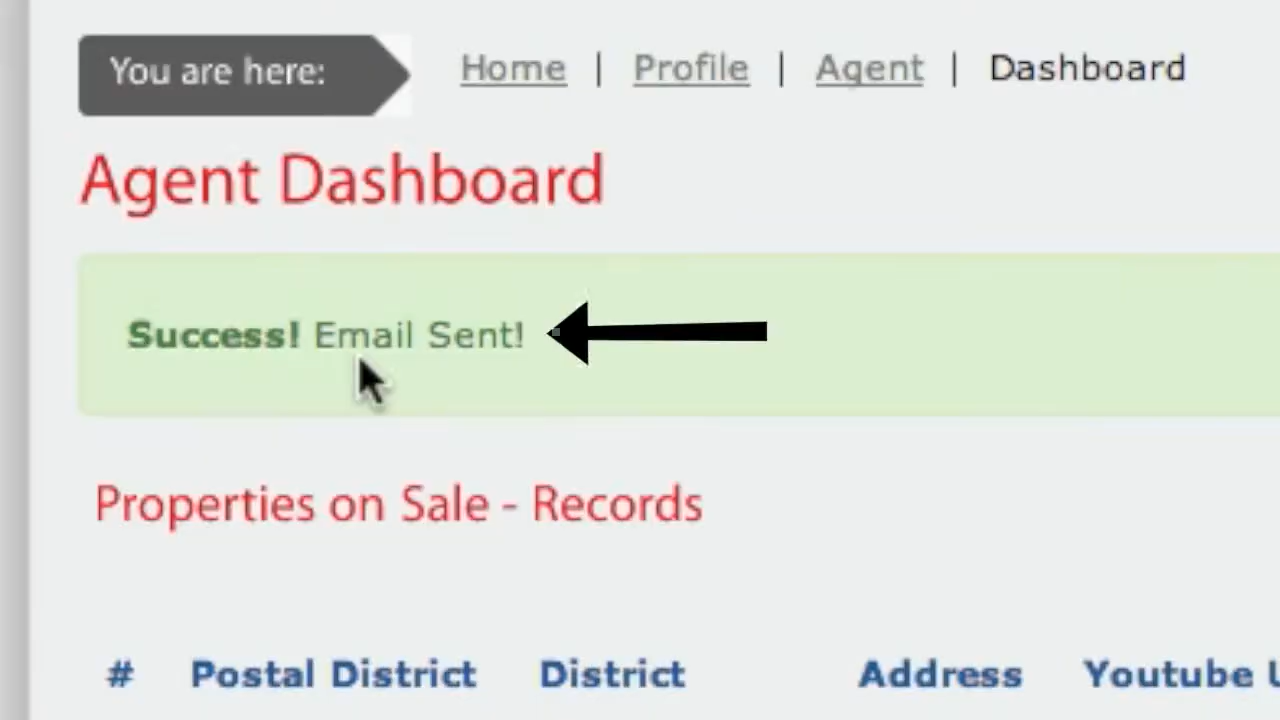 You are here: Home | Profile | Agent | Dashboard
Agent Dashboard
Success! Email Sent!
Properties on Sale - Records
# Postal District District Address Youtube